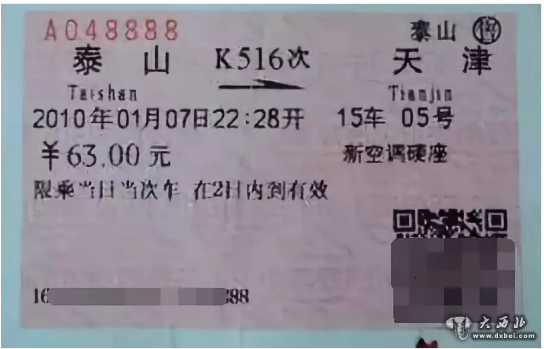 A048888
泰山
泰山 K516次 天津
Taishan Tianjin
2010年01月07日22:28开 15车 05号
￥63.00元 新空调硬座
限乘当日当次车 在2日内到有效
16 888
大西北
www.dxbei.com